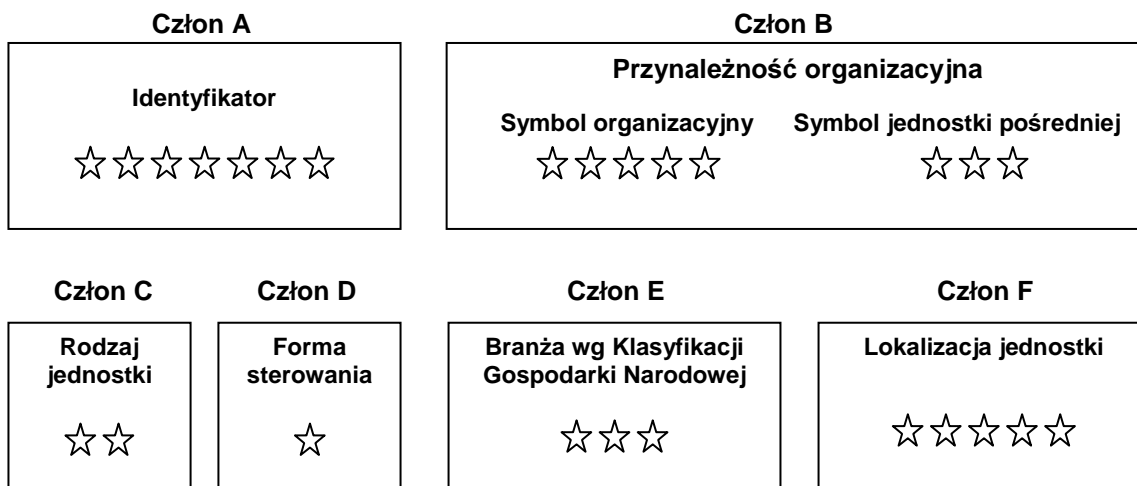 Człon A
Identyfikator
Człon B
Przynależność organizacyjna
Symbol organizacyjny
Symbol jednostki pośredniej
Człon C
Rodzaj
jednostki
Człon D
Forma
sterowania
Człon E
Branża wg Klasyfikacji
Gospodarki Narodowej
Człon F
Lokalizacja jednostki